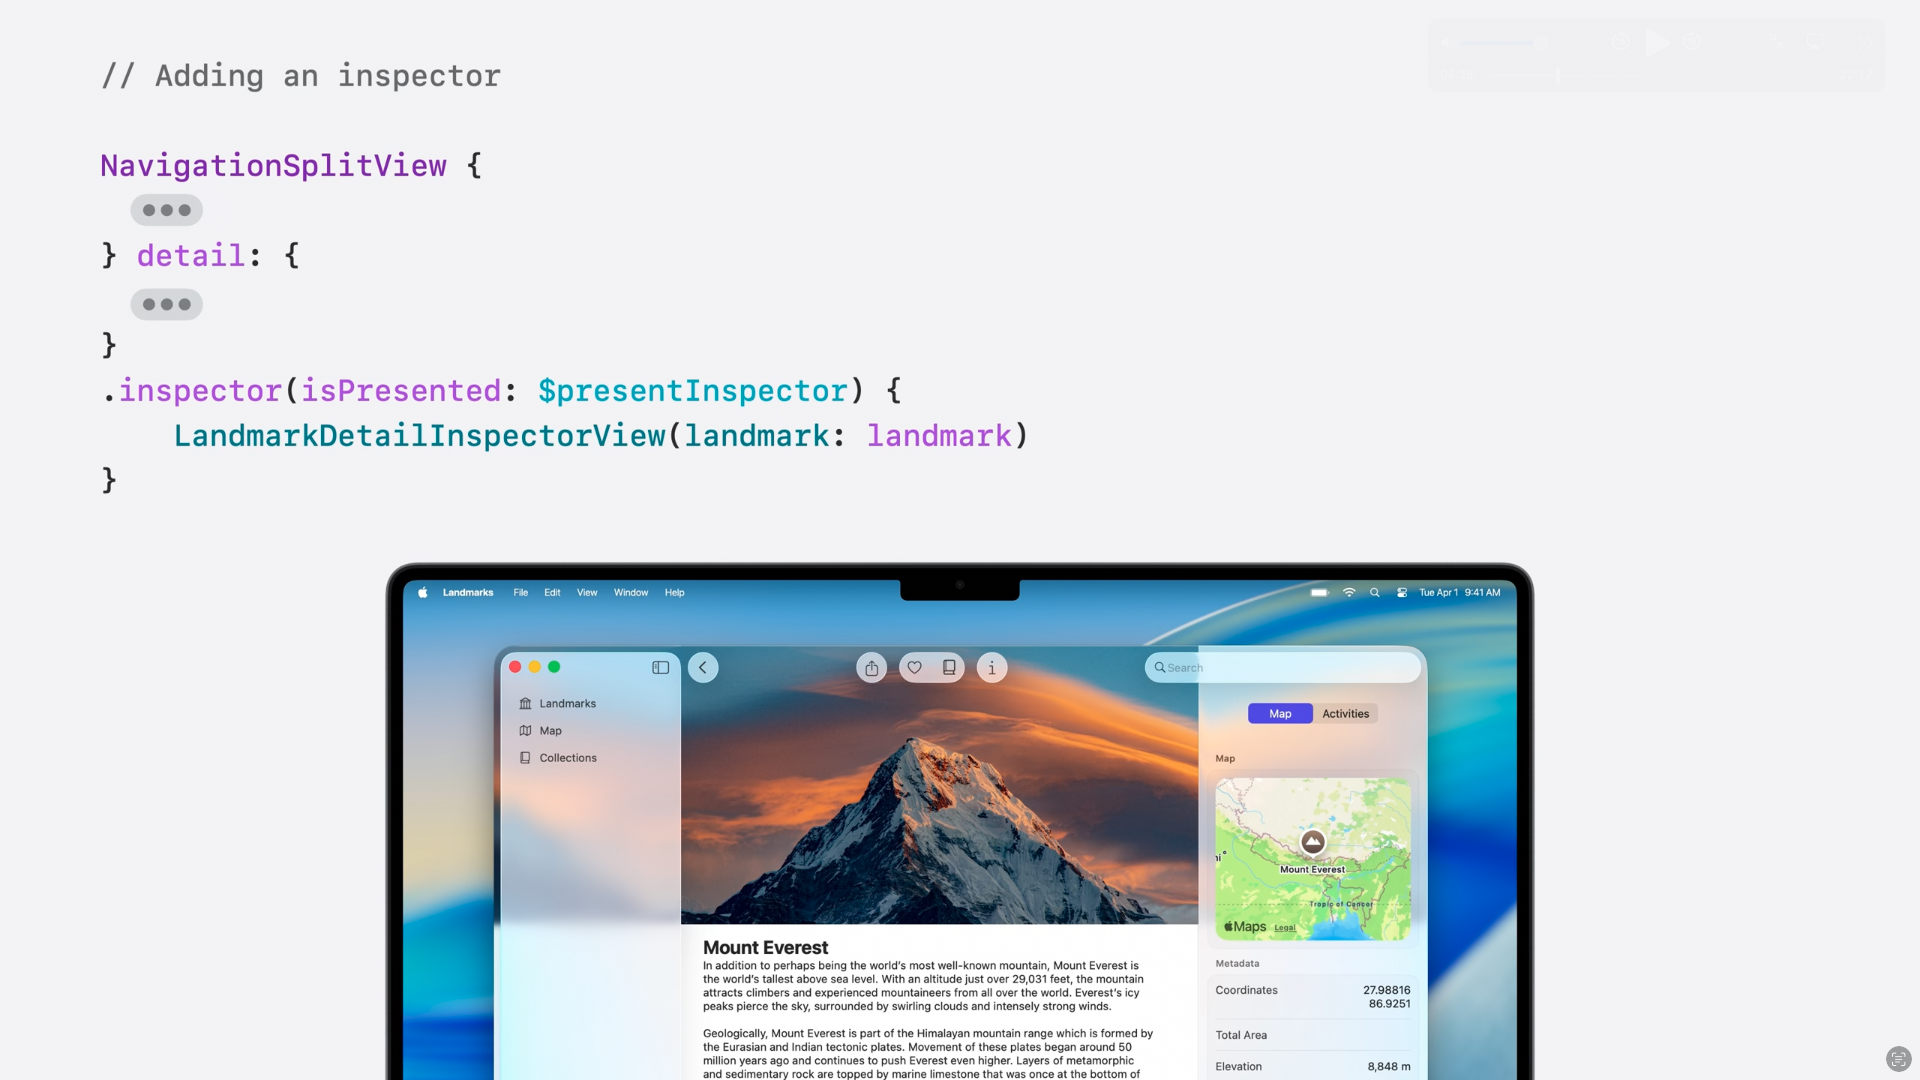 // Adding an inspector
NavigationSplitView {
•••
} detail: {
•••
}
.inspector(isPresented: $presentInspector) {
LandmarkDetailInspectorView(landmark: landmark)
}
Landmarks File Edit View Window Help
Tue Apr 1 9:41 AM
Search
Landmarks
Map
Collections
Map Activities
Map
Mount Everest
Tropic of Cancer
Maps Legal
Mount Everest
In addition to perhaps being the world's most well-known mountain, Mount Everest is
the world's tallest above sea level. With an altitude just over 29,031 feet, the mountain
attracts climbers and experienced mountaineers from all over the world. Everest's icy
peaks pierce the sky, surrounded by swirling clouds and intensely strong winds.
Geologically, Mount Everest is part of the Himalayan mountain range which is formed by
the Eurasian and Indian tectonic plates. Movement of these plates began around 50
million years ago and continues to push Everest even higher. Layers of metamorphic
and sedimentary rock are topped by marine limestone that was once at the bottom of
Metadata
Coordinates 27.98816
86.9251
Total Area
Elevation 8,848 m